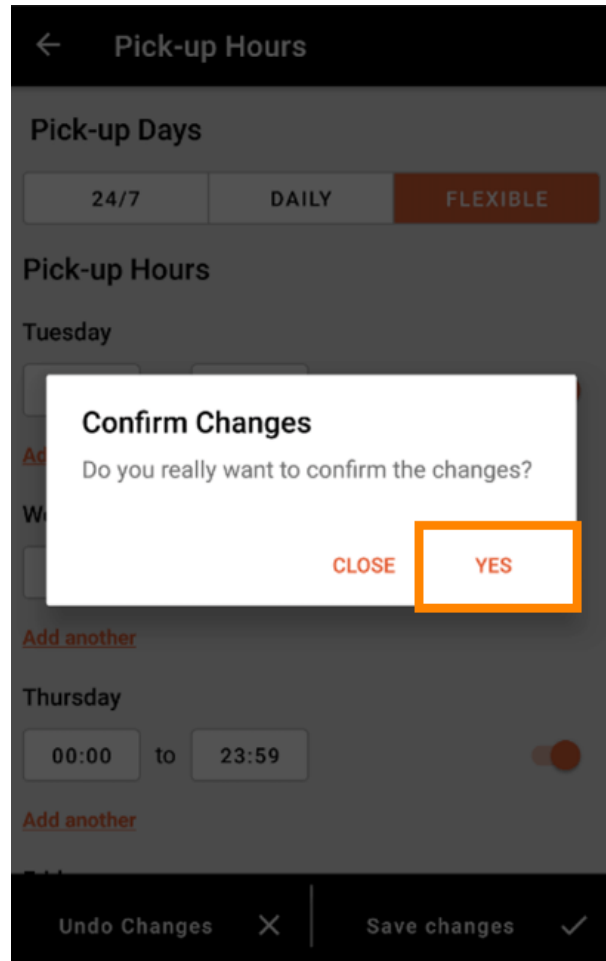 Pick-up Hours
Pick-up Days
24/7 DAILY FLEXIBLE
Pick-up Hours
Tuesday
Confirm Changes
Do you really want to confirm the changes?
CLOSE YES
Add another
Thursday
00:00 to 23:59
Add another
Undo Changes Save changes